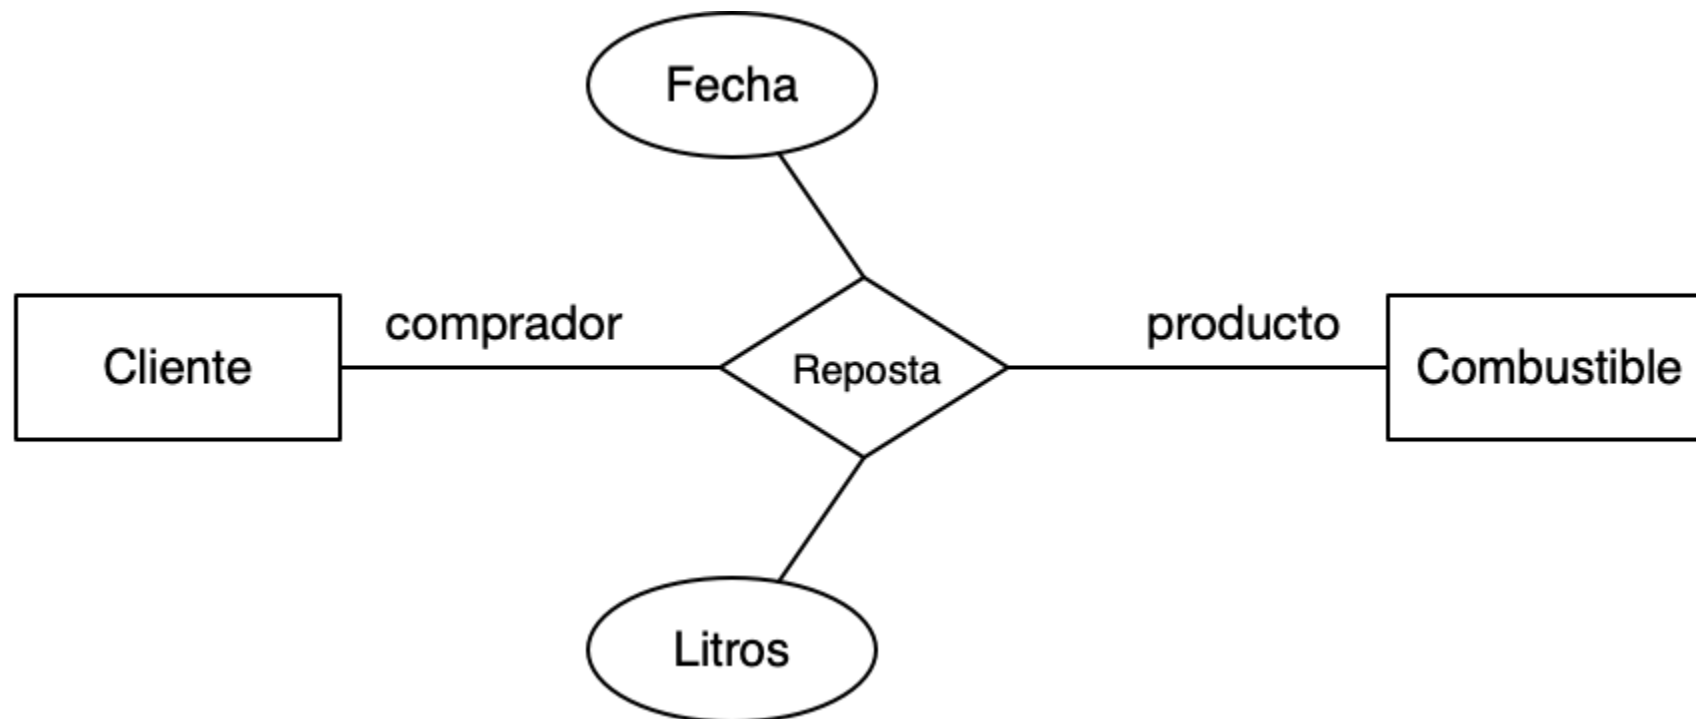 Fecha
comprador
producto
Cliente
Reposta
Combustible
Litros